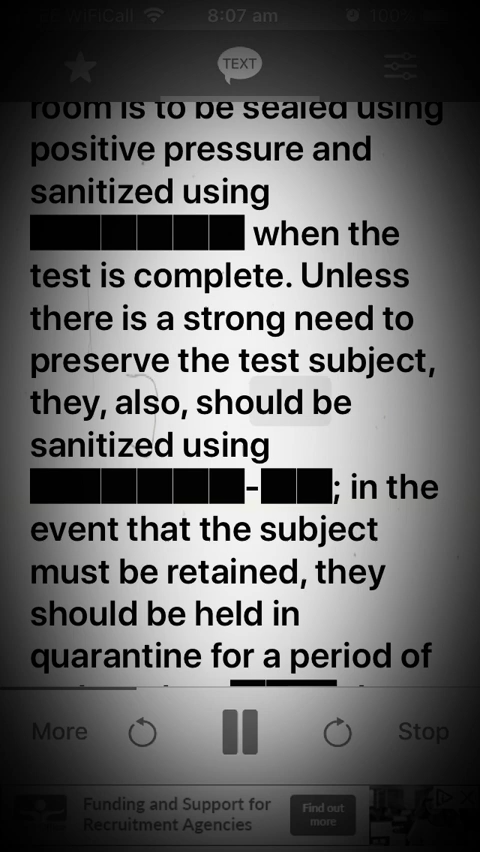 WiFiCall 8:07 am 100%
TEXT
room is to be sealed using
positive pressure and
sanitized using
██████ when the
test is complete. Unless
there is a strong need to
preserve the test subject,
they, also, should be
sanitized using
██████-██; in the
event that the subject
must be retained, they
should be held in
quarantine for a period of
More Stop
Funding and Support for
Recruitment Agencies
Find out
more